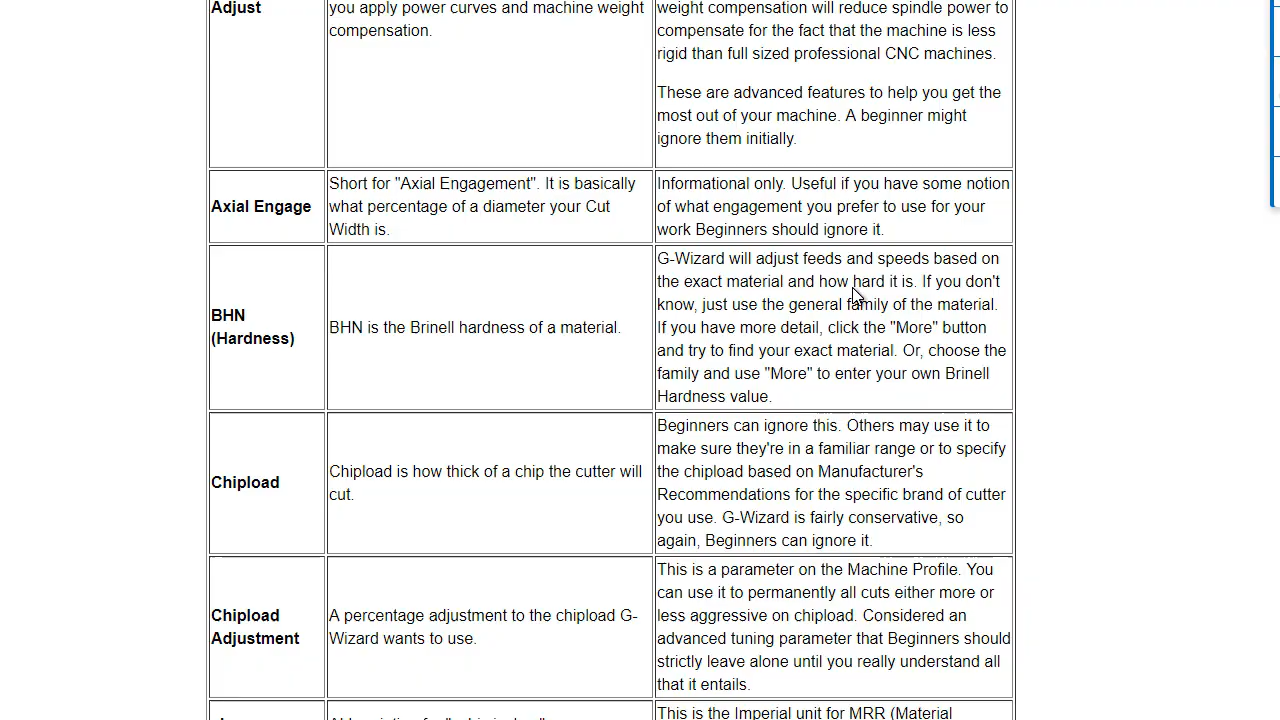 Adjust
you apply power curves and machine weight
compensation.
weight compensation will reduce spindle power to
compensate for the fact that the machine is less
rigid than full sized professional CNC machines.
These are advanced features to help you get the
most out of your machine. A beginner might
ignore them initially.
Axial Engage
Short for "Axial Engagement". It is basically
what percentage of a diameter your Cut
Width is.
Informational only. Useful if you have some notion
of what engagement you prefer to use for your
work Beginners should ignore it.
BHN
(Hardness)
BHN is the Brinell hardness of a material.
G-Wizard will adjust feeds and speeds based on
the exact material and how hard it is. If you don't
know, just use the general family of the material.
If you have more detail, click the "More" button
and try to find your exact material. Or, choose the
family and use "More" to enter your own Brinell
Hardness value.
Chipload
Chipload is how thick of a chip the cutter will
cut.
Beginners can ignore this. Others may use it to
make sure they're in a familiar range or to specify
the chipload based on Manufacturer's
Recommendations for the specific brand of cutter
you use. G-Wizard is fairly conservative, so
again, Beginners can ignore it.
Chipload
Adjustment
A percentage adjustment to the chipload G-
Wizard wants to use.
This is a parameter on the Machine Profile. You
can use it to permanently all cuts either more or
less aggressive on chipload. Considered an
advanced tuning parameter that Beginners should
strictly leave alone until you really understand all
that it entails.
This is the Imperial unit for MRR (Material